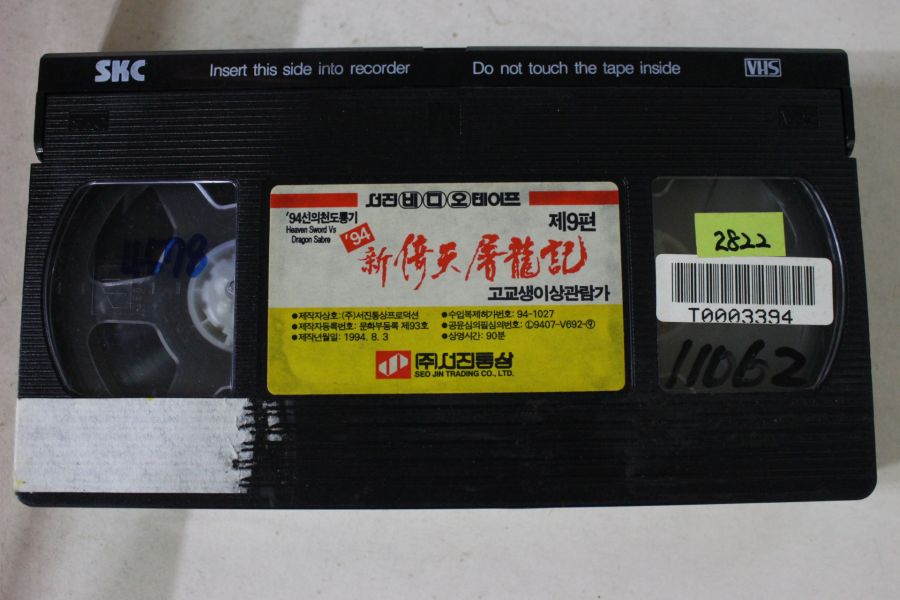 SKC Insert this side into recorder Do not touch the tape inside VHS
서진비디오테이프
'94신의천도룡기
Heaven Sword Vs
Dragon Sabre
제9편
'94
新倚天屠龍記
고교생이상관람가
●제작자상호:(주)서진통상프로덕션
●제작자등록번호: 문화부등록 제93호
●제작년월일: 1994. 8. 3
●수입복제허가번호: 94-1027
●공윤심의필심의번호: Ⓛ9407-V692-㉾
●상영시간: 90분
(주)서진통상
SEO JIN TRADING CO., LTD.
2822
T0003394
11062